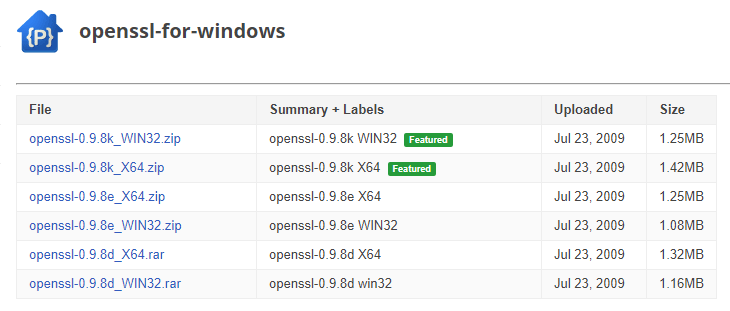 {P}
openssl-for-windows
File Summary + Labels Uploaded Size
openssl-0.9.8k_WIN32.zip openssl-0.9.8k WIN32 Featured Jul 23, 2009 1.25MB
openssl-0.9.8k_X64.zip openssl-0.9.8k X64 Featured Jul 23, 2009 1.42MB
openssl-0.9.8e_X64.zip openssl-0.9.8e X64 Jul 23, 2009 1.25MB
openssl-0.9.8e_WIN32.zip openssl-0.9.8e WIN32 Jul 23, 2009 1.08MB
openssl-0.9.8d_X64.rar openssl-0.9.8d X64 Jul 23, 2009 1.32MB
openssl-0.9.8d_WIN32.rar openssl-0.9.8d win32 Jul 23, 2009 1.16MB